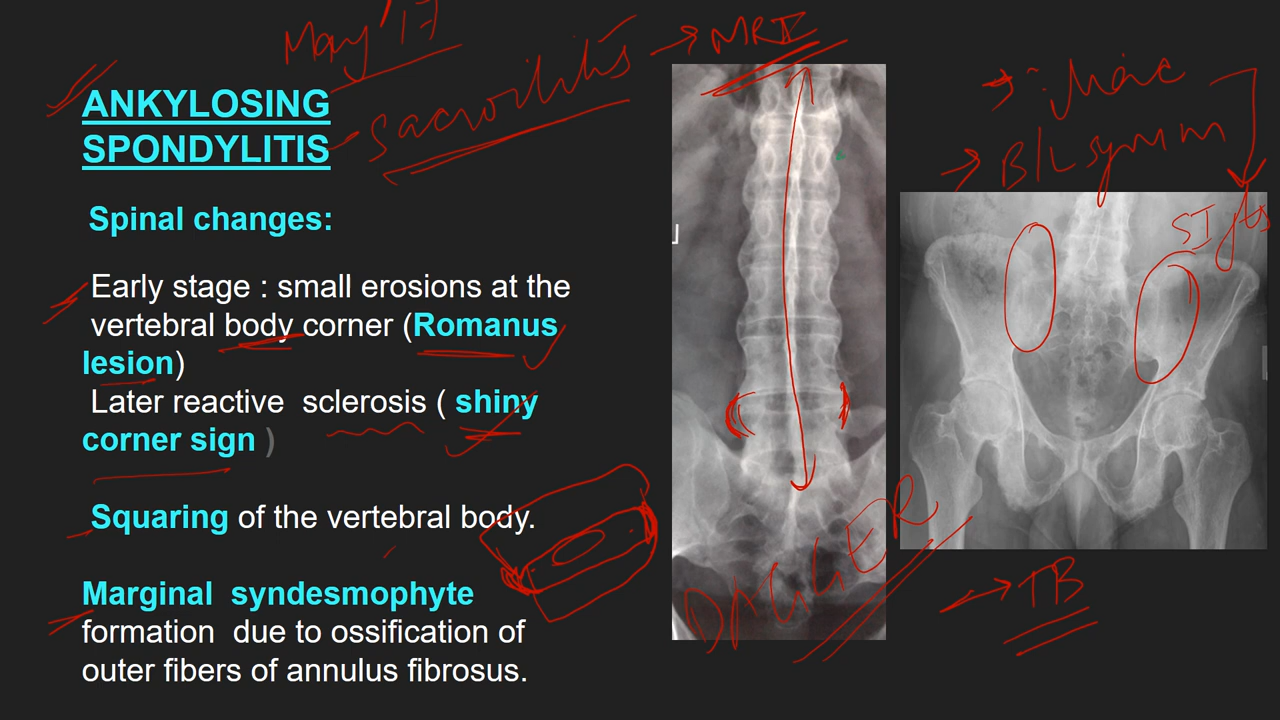 May '17
Sacroilitis
→ MRI
ANKYLOSING
SPONDYLITIS
Spinal changes:
Early stage : small erosions at the
vertebral body corner (Romanus
lesion)
Later reactive sclerosis ( shiny
corner sign )
Squaring of the vertebral body.
Marginal syndesmophyte
formation due to ossification of
outer fibers of annulus fibrosus.
DAGGER
→ B/L symm
SI jts
→ TB